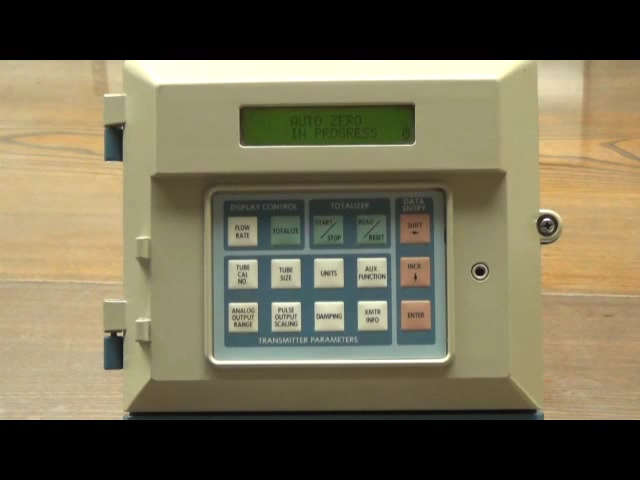 AUTO ZERO
IN PROGRESS 0
DISPLAY CONTROL
TOTALIZER
DATA
ENTRY
FLOW
RATE
TOTALIZE
START/
STOP
READ/
RESET
SHIFT
←
TUBE
CAL
NO.
TUBE
SIZE
UNITS
AUX
FUNCTION
INCR.
↓
ANALOG
OUTPUT
RANGE
PULSE
OUTPUT
SCALING
DAMPING
XMTR
INFO
ENTER
TRANSMITTER PARAMETERS